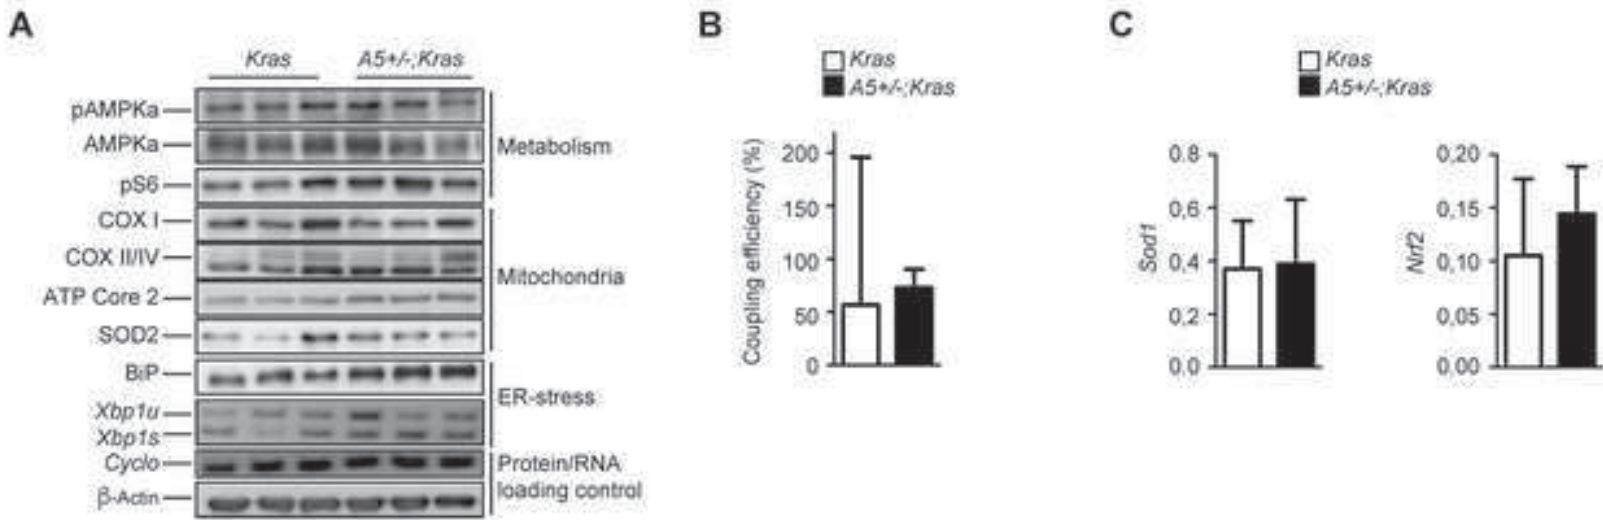 A
Kras A5+/-;Kras
pAMPKa
AMPKa
Metabolism
pS6
COX I
COX II/IV
Mitochondria
ATP Core 2
SOD2
BiP
ER-stress
Xbp1u
Xbp1s
Cyclo
Protein/RNA
loading control
β-Actin
B
Kras
A5+/-;Kras
Coupling efficiency (%)
200
150
100
50
0
C
Kras
A5+/-;Kras
Sod1
0.8
0.6
0.4
0.2
0.0
Nrf2
0.20
0.15
0.10
0.05
0.00